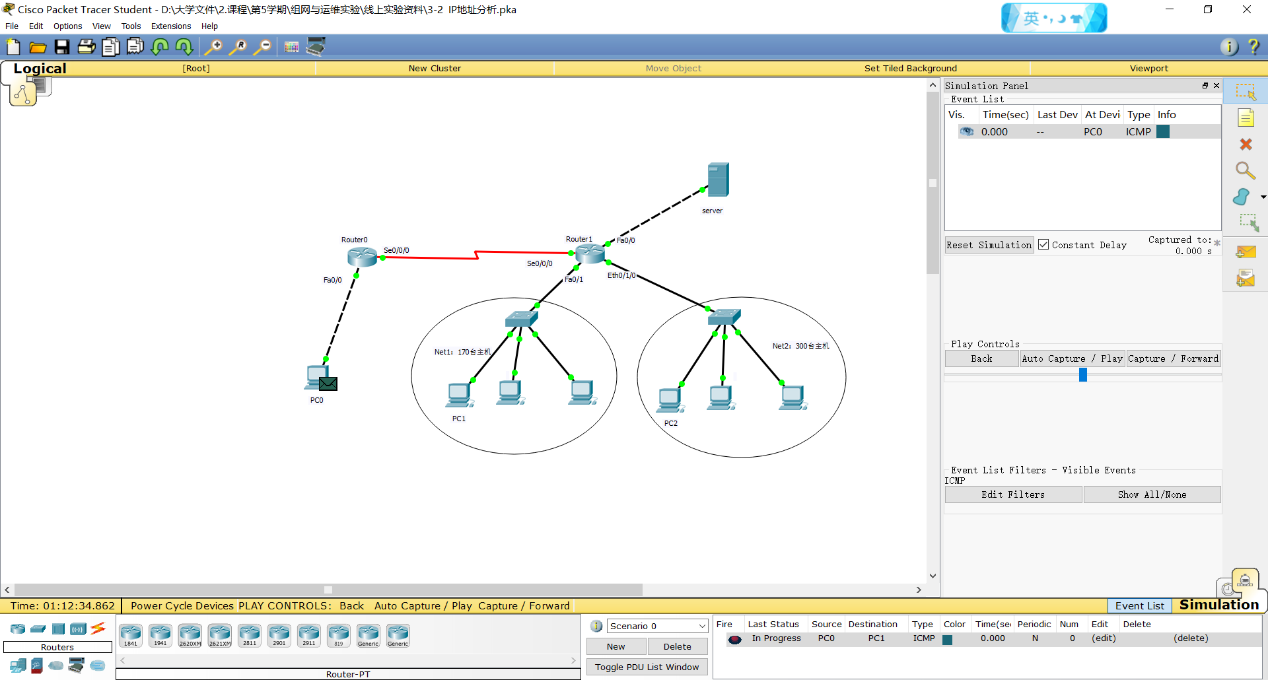 Cisco Packet Tracer Student - D:\大学文件\2.课程\第5学期\组网与运维实验\线上实验资料\3-2 IP地址分析.pka
英
File Edit Options View Tools Extensions Help
Logical [Root] New Cluster Move Object Set Tiled Background Viewport
Simulation Panel
Event List
Vis. Time(sec) Last Dev At Devi Type Info
0.000 -- PC0 ICMP
server
Router0 Se0/0/0
Router1 Fa0/0
Se0/0/0
Fa0/0
Fa0/1 Eth0/1/0
Reset Simulation Constant Delay Captured to: *
0.000 s
Net1: 170台主机
Net2: 300台主机
Play Controls
Back Auto Capture / Play Capture / Forward
PC0
PC1
PC2
Event List Filters - Visible Events
ICMP
Edit Filters Show All/None
Time: 01:12:34.862 Power Cycle Devices PLAY CONTROLS: Back Auto Capture / Play Capture / Forward Event List Simulation
Routers
1841 1941 2620XM 2621XM 2811 2901 2911 819 Generic Generic
Router-PT
Scenario 0
New Delete
Toggle PDU List Window
Fire Last Status Source Destination Type Color Time(sec Periodic Num Edit Delete
In Progress PC0 PC1 ICMP 0.000 N 0 (edit) (delete)